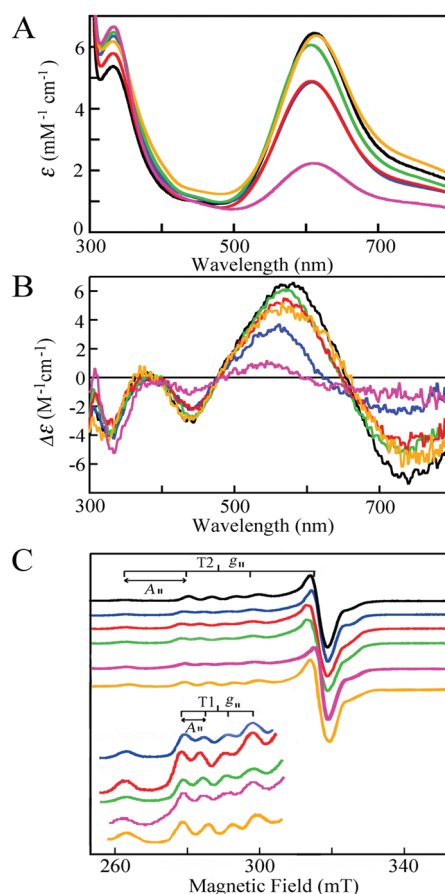 A
ε (mM⁻¹ cm⁻¹)
6
4
2
0
300
500
700
Wavelength (nm)
B
Δε (M⁻¹cm⁻¹)
6
4
2
0
-2
-4
-6
300
500
700
Wavelength (nm)
C
T2 g॥
A॥
T1 g॥
A॥
260
300
340
Magnetic Field (mT)